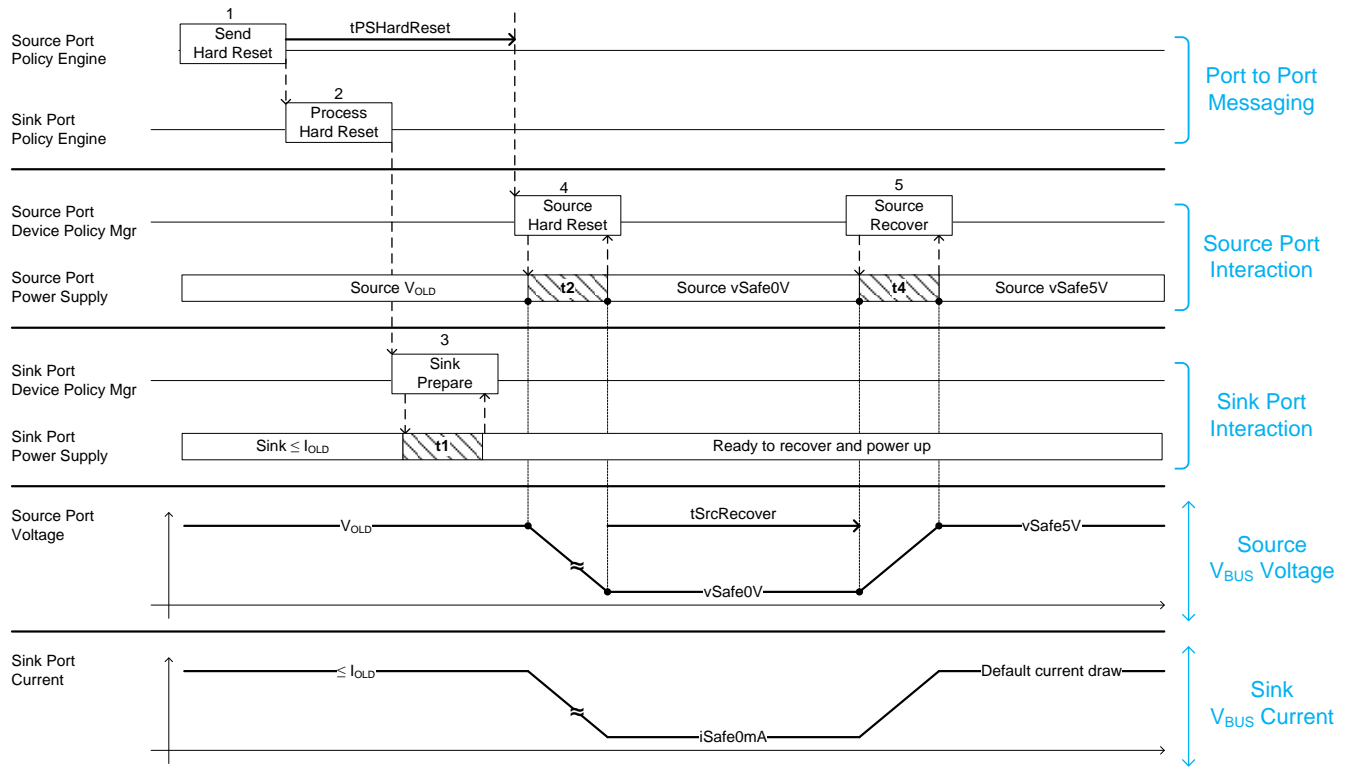 1
Send
Hard Reset
tPSHardReset
Source Port
Policy Engine
2
Process
Hard Reset
Sink Port
Policy Engine
Port to Port
Messaging
4
Source
Hard Reset
5
Source
Recover
Source Port
Device Policy Mgr
Source Port
Power Supply
Source VOLD
t2
Source vSafe0V
t4
Source vSafe5V
Source Port
Interaction
3
Sink
Prepare
Sink Port
Device Policy Mgr
Sink Port
Power Supply
Sink ≤ IOLD
t1
Ready to recover and power up
Sink Port
Interaction
Source Port
Voltage
VOLD
tSrcRecover
vSafe0V
vSafe5V
Source
VBUS Voltage
Sink Port
Current
≤ IOLD
iSafe0mA
Default current draw
Sink
VBUS Current